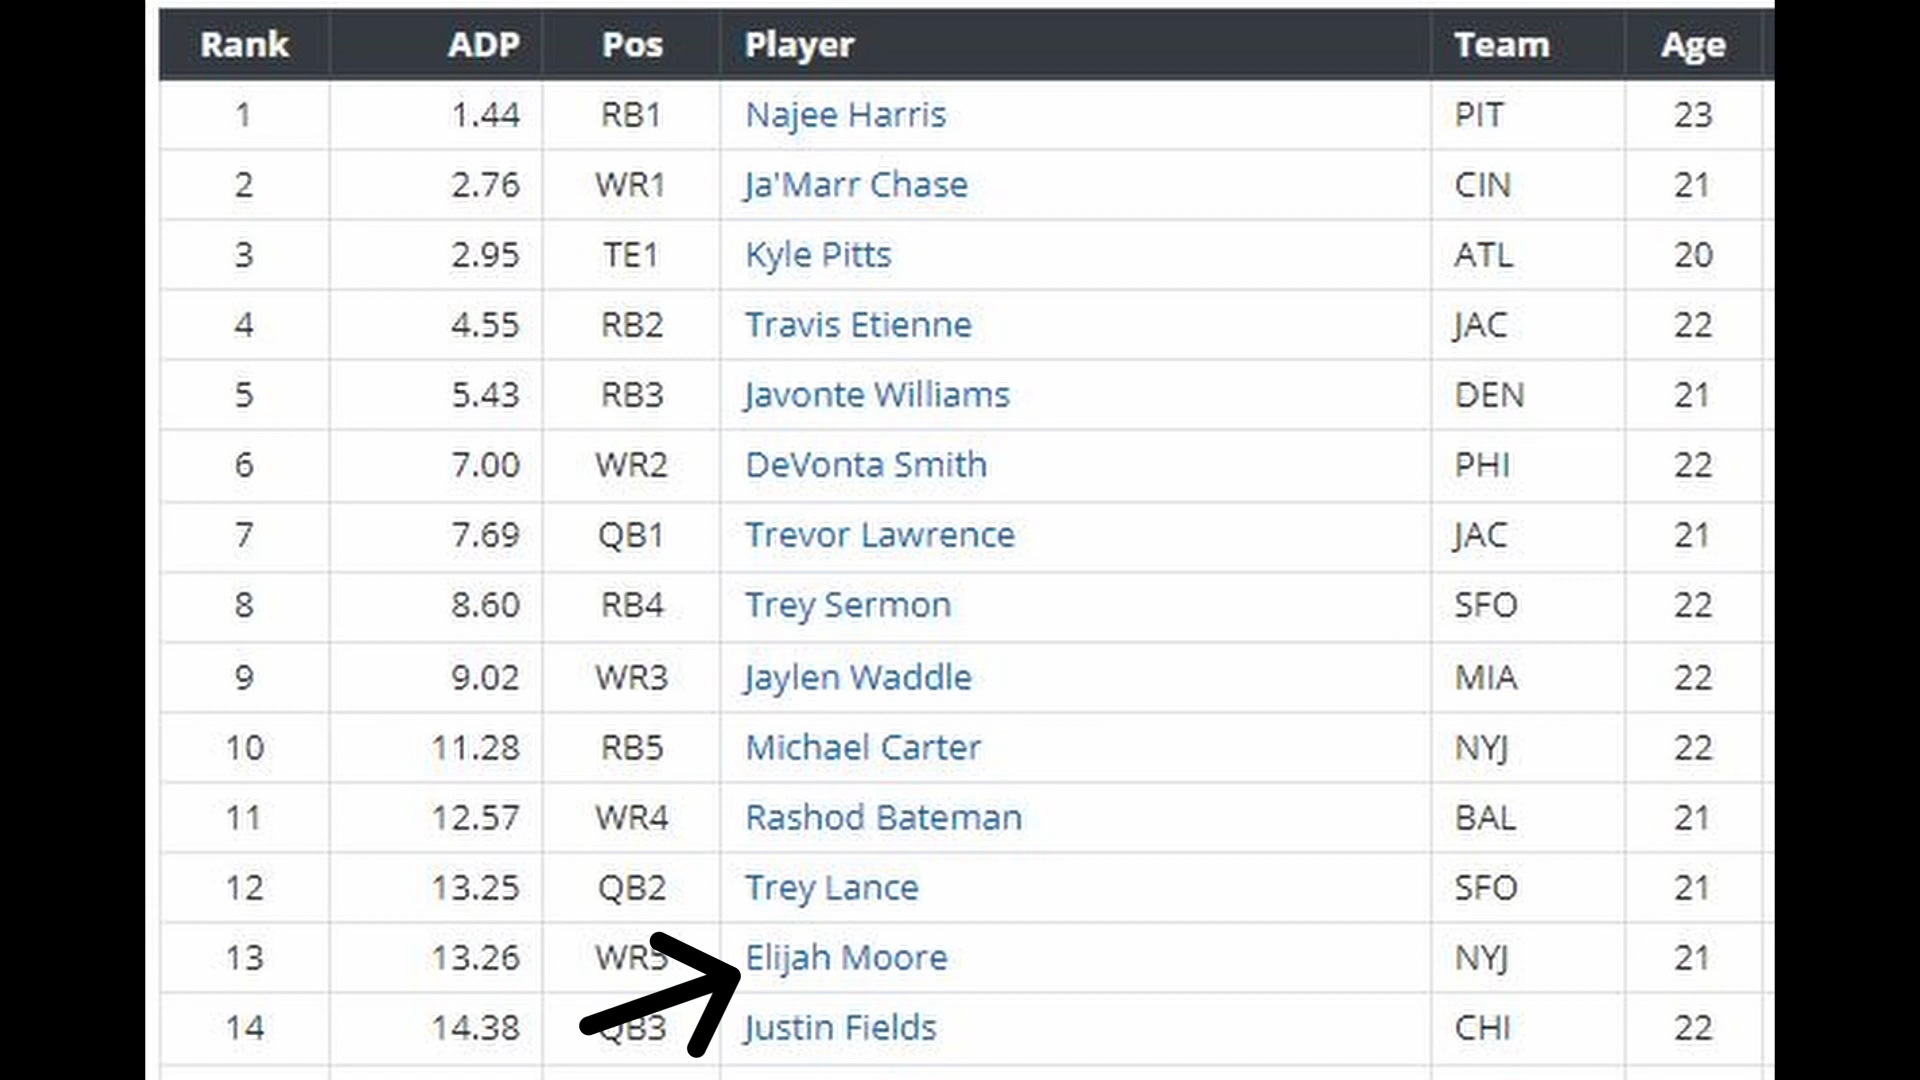 Rank ADP Pos Player Team Age
1 1.44 RB1 Najee Harris PIT 23
2 2.76 WR1 Ja'Marr Chase CIN 21
3 2.95 TE1 Kyle Pitts ATL 20
4 4.55 RB2 Travis Etienne JAC 22
5 5.43 RB3 Javonte Williams DEN 21
6 7.00 WR2 DeVonta Smith PHI 22
7 7.69 QB1 Trevor Lawrence JAC 21
8 8.60 RB4 Trey Sermon SFO 22
9 9.02 WR3 Jaylen Waddle MIA 22
10 11.28 RB5 Michael Carter NYJ 22
11 12.57 WR4 Rashod Bateman BAL 21
12 13.25 QB2 Trey Lance SFO 21
13 13.26 WR5 Elijah Moore NYJ 21
14 14.38 QB3 Justin Fields CHI 22